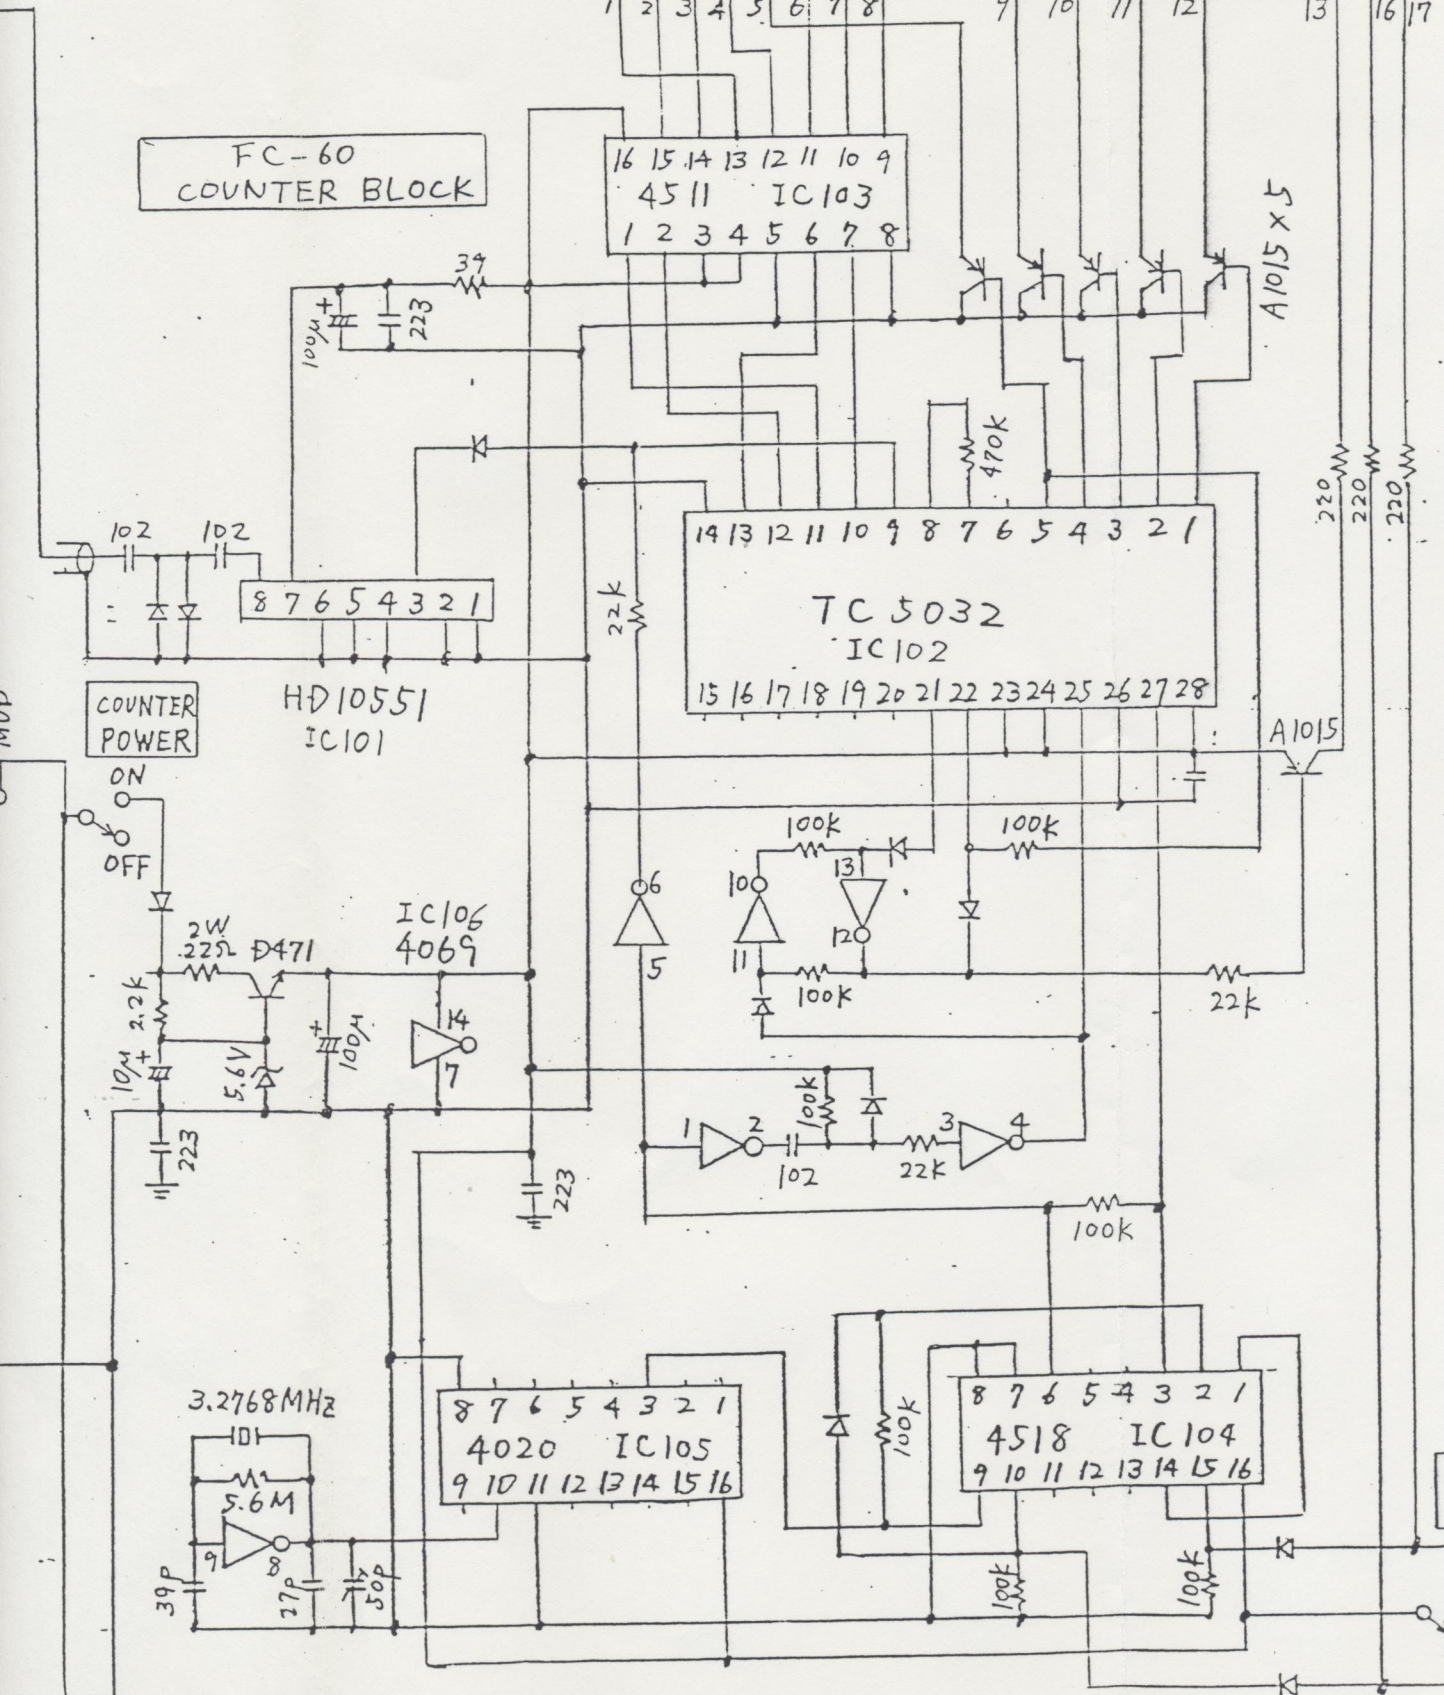 1 2 3 4 5 6 7 8 9 10 11 12 13 16 17
FC-60
COUNTER BLOCK
16 15 14 13 12 11 10 9
4511 IC103
1 2 3 4 5 6 7 8
A1015 x 5
39
100μ +
223
470K
220
220
220
102
102
22K
14 13 12 11 10 9 8 7 6 5 4 3 2 1
TC5032
IC102
15 16 17 18 19 20 21 22 23 24 25 26 27 28
8 7 6 5 4 3 2 1
HD10551
IC101
COUNTER
POWER
ON
OFF
A1015
100K
100K
13
10
12
11
6
5
100K
22K
IC106
4069
2W
22Ω
D471
2.2K
10μ +
5.6V
+ 100μ
14
7
223
223
1 2
102
100K
22K
3 4
100K
3.2768MHz
5.6M
9 8
39P
27P
50P
8 7 6 5 4 3 2 1
4020 IC105
9 10 11 12 13 14 15 16
100K
8 7 6 5 4 3 2 1
4518 IC104
9 10 11 12 13 14 15 16
100K
100K